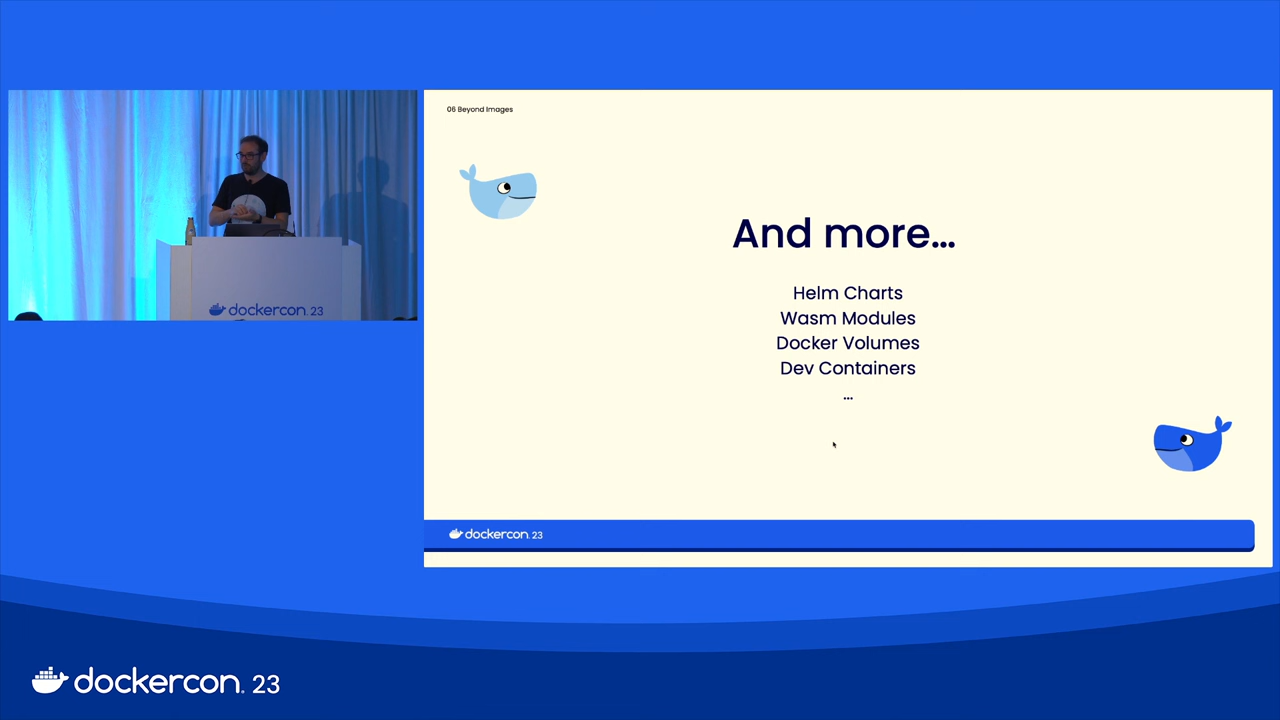 06 Beyond Images
And more...
Helm Charts
Wasm Modules
Docker Volumes
Dev Containers
...
dockercon. 23
dockercon. 23
dockercon. 23